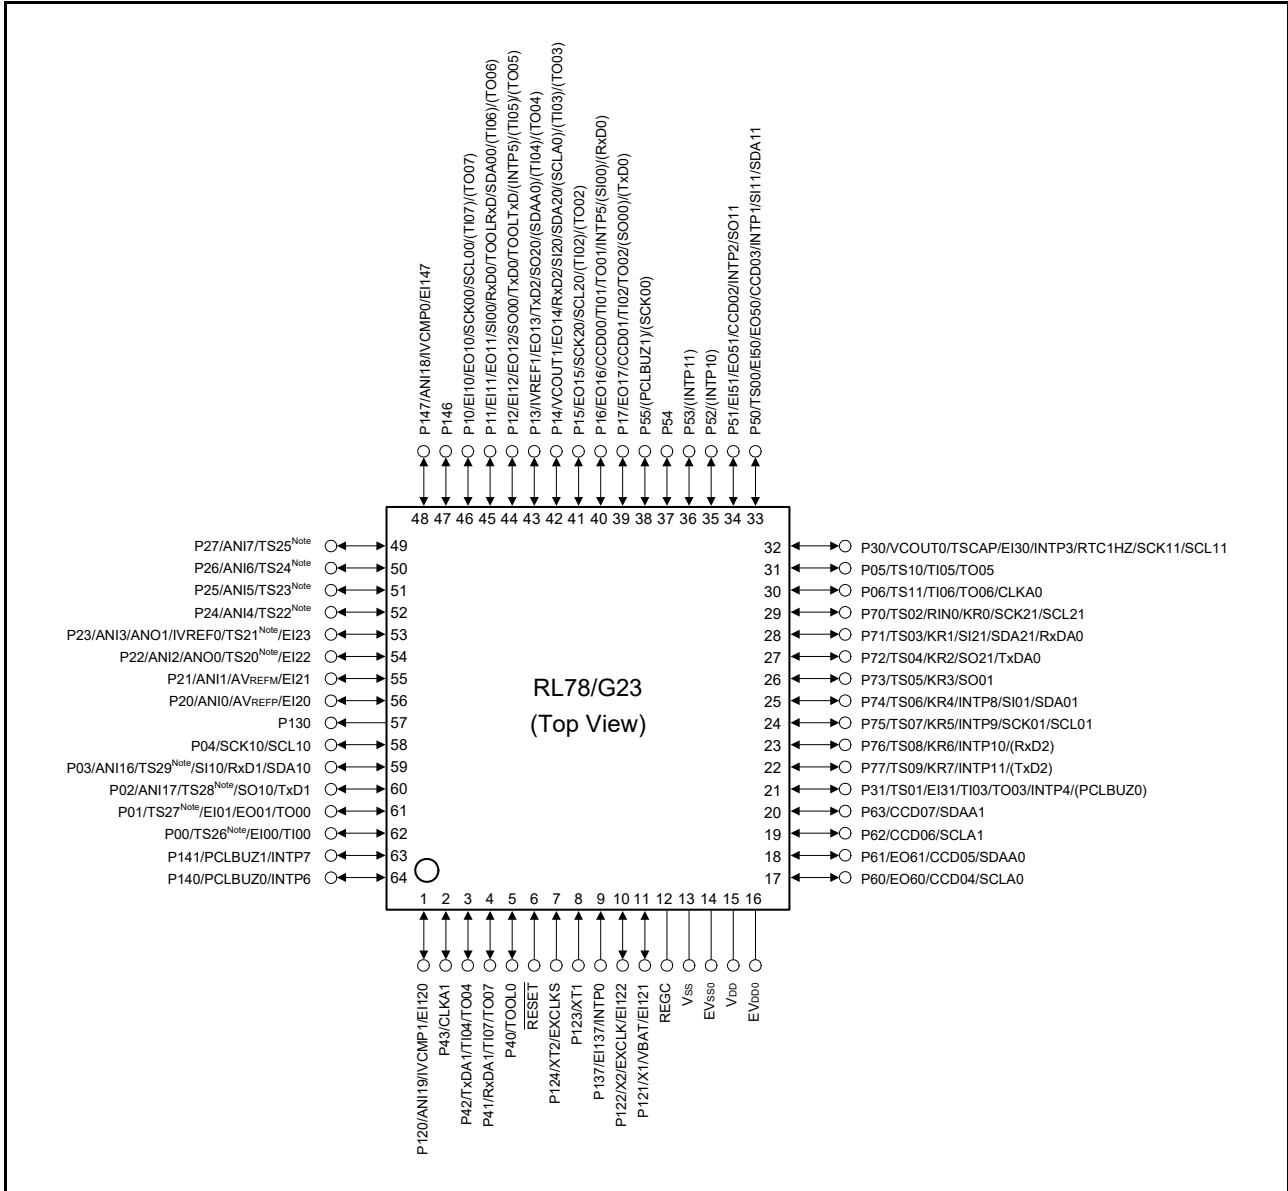 P147/ANI18/IVCMP0/EI147
P146
P10/EI10/EO10/SCK00/SCL00/(TI07)/(TO07)
P11/EI11/EO11/SI00/RxD0/TOOLRxD/SDA00/(TI06)/(TO06)
P12/EI12/EO12/SO00/TxD0/TOOLTxD/(INTP5)/(TI05)/(TO05)
P13/IVREF1/EO13/TxD2/SO20/(SDAA0)/(TI04)/(TO04)
P14/VCOUT1/EO14/RxD2/SI20/SDA20/(SCLA0)/(TI03)/(TO03)
P15/EO15/SCK20/SCL20/(TI02)/(TO02)
P16/EO16/CCD00/TI01/TO01/INTP5/(SI00)/(RxD0)
P17/EO17/CCD01/TI02/TO02/(SO00)/(TxD0)
P55/(PCLBUZ1)/(SCK00)
P54
P53/(INTP11)
P52/(INTP10)
P51/EI51/EO51/CCD02/INTP2/SO11
P50/TS00/EI50/EO50/CCD03/INTP1/SI11/SDA11
48 47 46 45 44 43 42 41 40 39 38 37 36 35 34 33
P27/ANI7/TS25Note 49
P26/ANI6/TS24Note 50
P25/ANI5/TS23Note 51
P24/ANI4/TS22Note 52
P23/ANI3/ANO1/IVREF0/TS21Note/EI23 53
P22/ANI2/ANO0/TS20Note/EI22 54
P21/ANI1/AVREFM/EI21 55
P20/ANI0/AVREFP/EI20 56
P130 57
P04/SCK10/SCL10 58
P03/ANI16/TS29Note/SI10/RxD1/SDA10 59
P02/ANI17/TS28Note/SO10/TxD1 60
P01/TS27Note/EI01/EO01/TO00 61
P00/TS26Note/EI00/TI00 62
P141/PCLBUZ1/INTP7 63
P140/PCLBUZ0/INTP6 64
RL78/G23
(Top View)
32 P30/VCOUT0/TSCAP/EI30/INTP3/RTC1HZ/SCK11/SCL11
31 P05/TS10/TI05/TO05
30 P06/TS11/TI06/TO06/CLKA0
29 P70/TS02/RIN0/KR0/SCK21/SCL21
28 P71/TS03/KR1/SI21/SDA21/RxDA0
27 P72/TS04/KR2/SO21/TxDA0
26 P73/TS05/KR3/SO01
25 P74/TS06/KR4/INTP8/SI01/SDA01
24 P75/TS07/KR5/INTP9/SCK01/SCL01
23 P76/TS08/KR6/INTP10/(RxD2)
22 P77/TS09/KR7/INTP11/(TxD2)
21 P31/TS01/EI31/TI03/TO03/INTP4/(PCLBUZ0)
20 P63/CCD07/SDAA1
19 P62/CCD06/SCLA1
18 P61/EO61/CCD05/SDAA0
17 P60/EO60/CCD04/SCLA0
1 2 3 4 5 6 7 8 9 10 11 12 13 14 15 16
P120/ANI19/IVCMP1/EI120
P43/CLKA1
P42/TxDA1/TI04/TO04
P41/RxDA1/TI07/TO07
P40/TOOL0
RESET
P124/XT2/EXCLKS
P123/XT1
P137/EI137/INTP0
P122/X2/EXCLK/EI122
P121/X1/VBAT/EI121
REGC
VSS
EVSS0
VDD
EVDD0